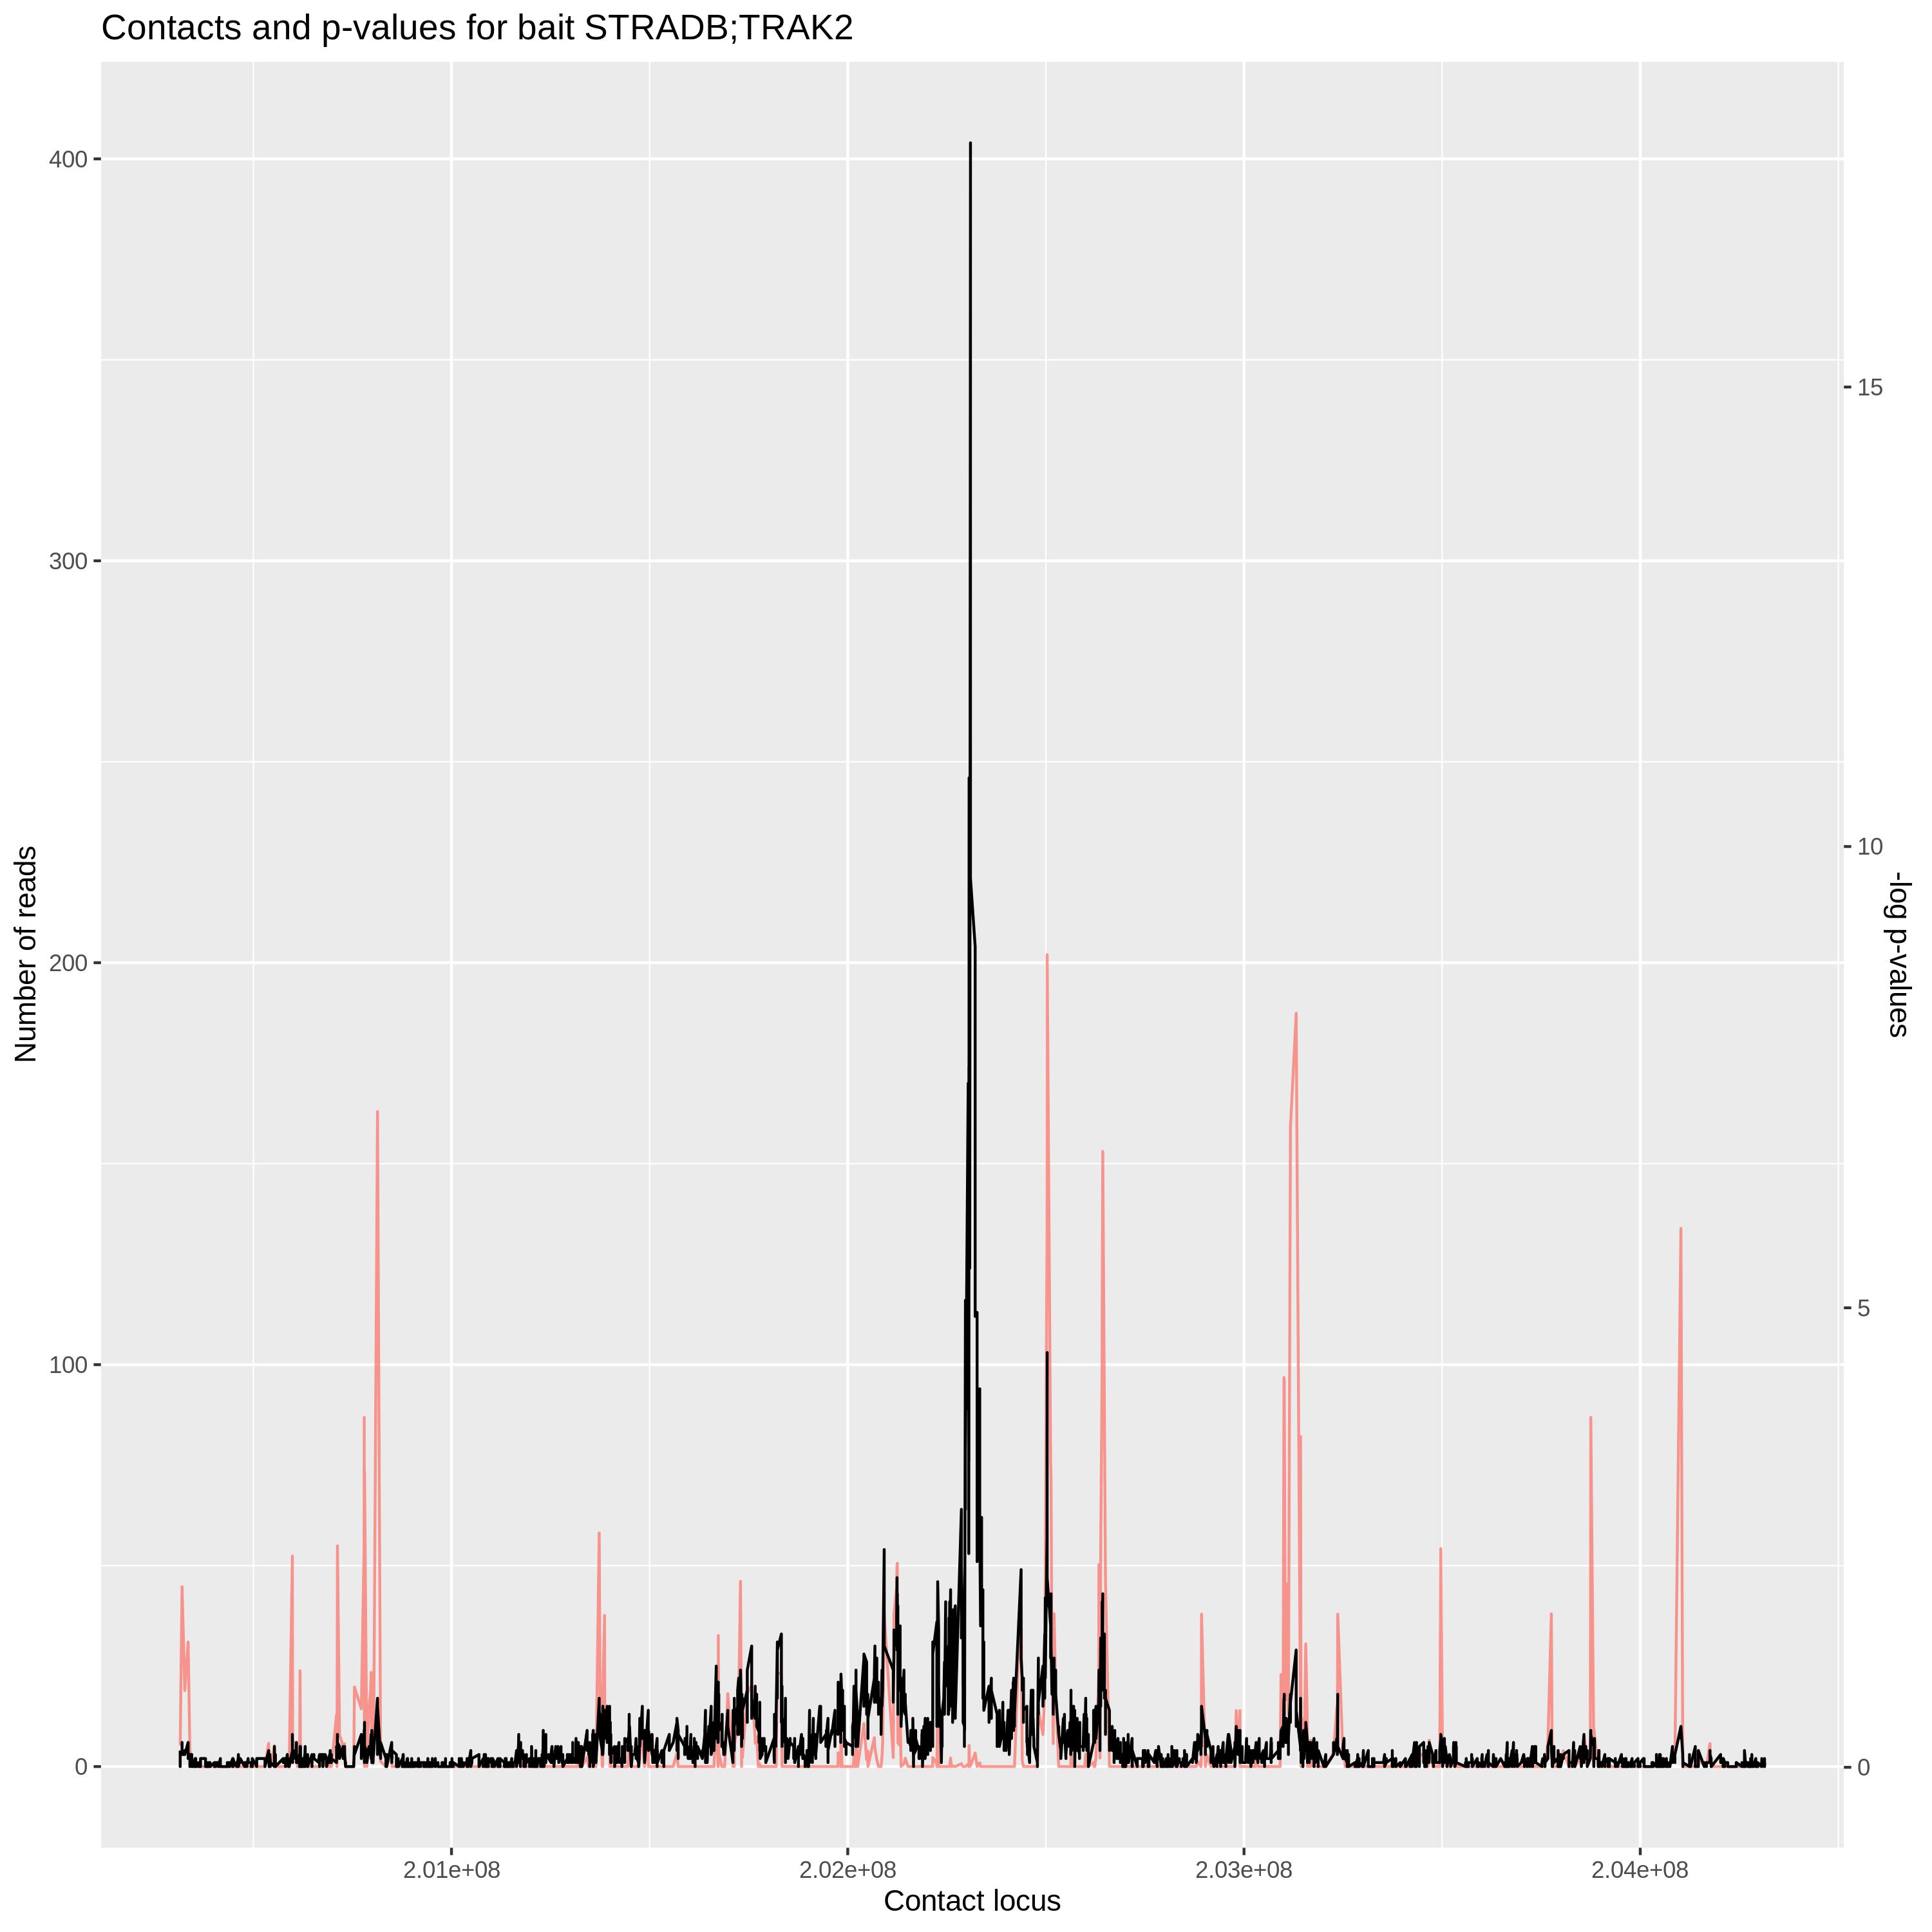 Contacts and p-values for bait STRADB;TRAK2
400
300
200
100
0
Number of reads
15
10
5
0
-log p-values
2.01e+08
2.02e+08
2.03e+08
2.04e+08
Contact locus